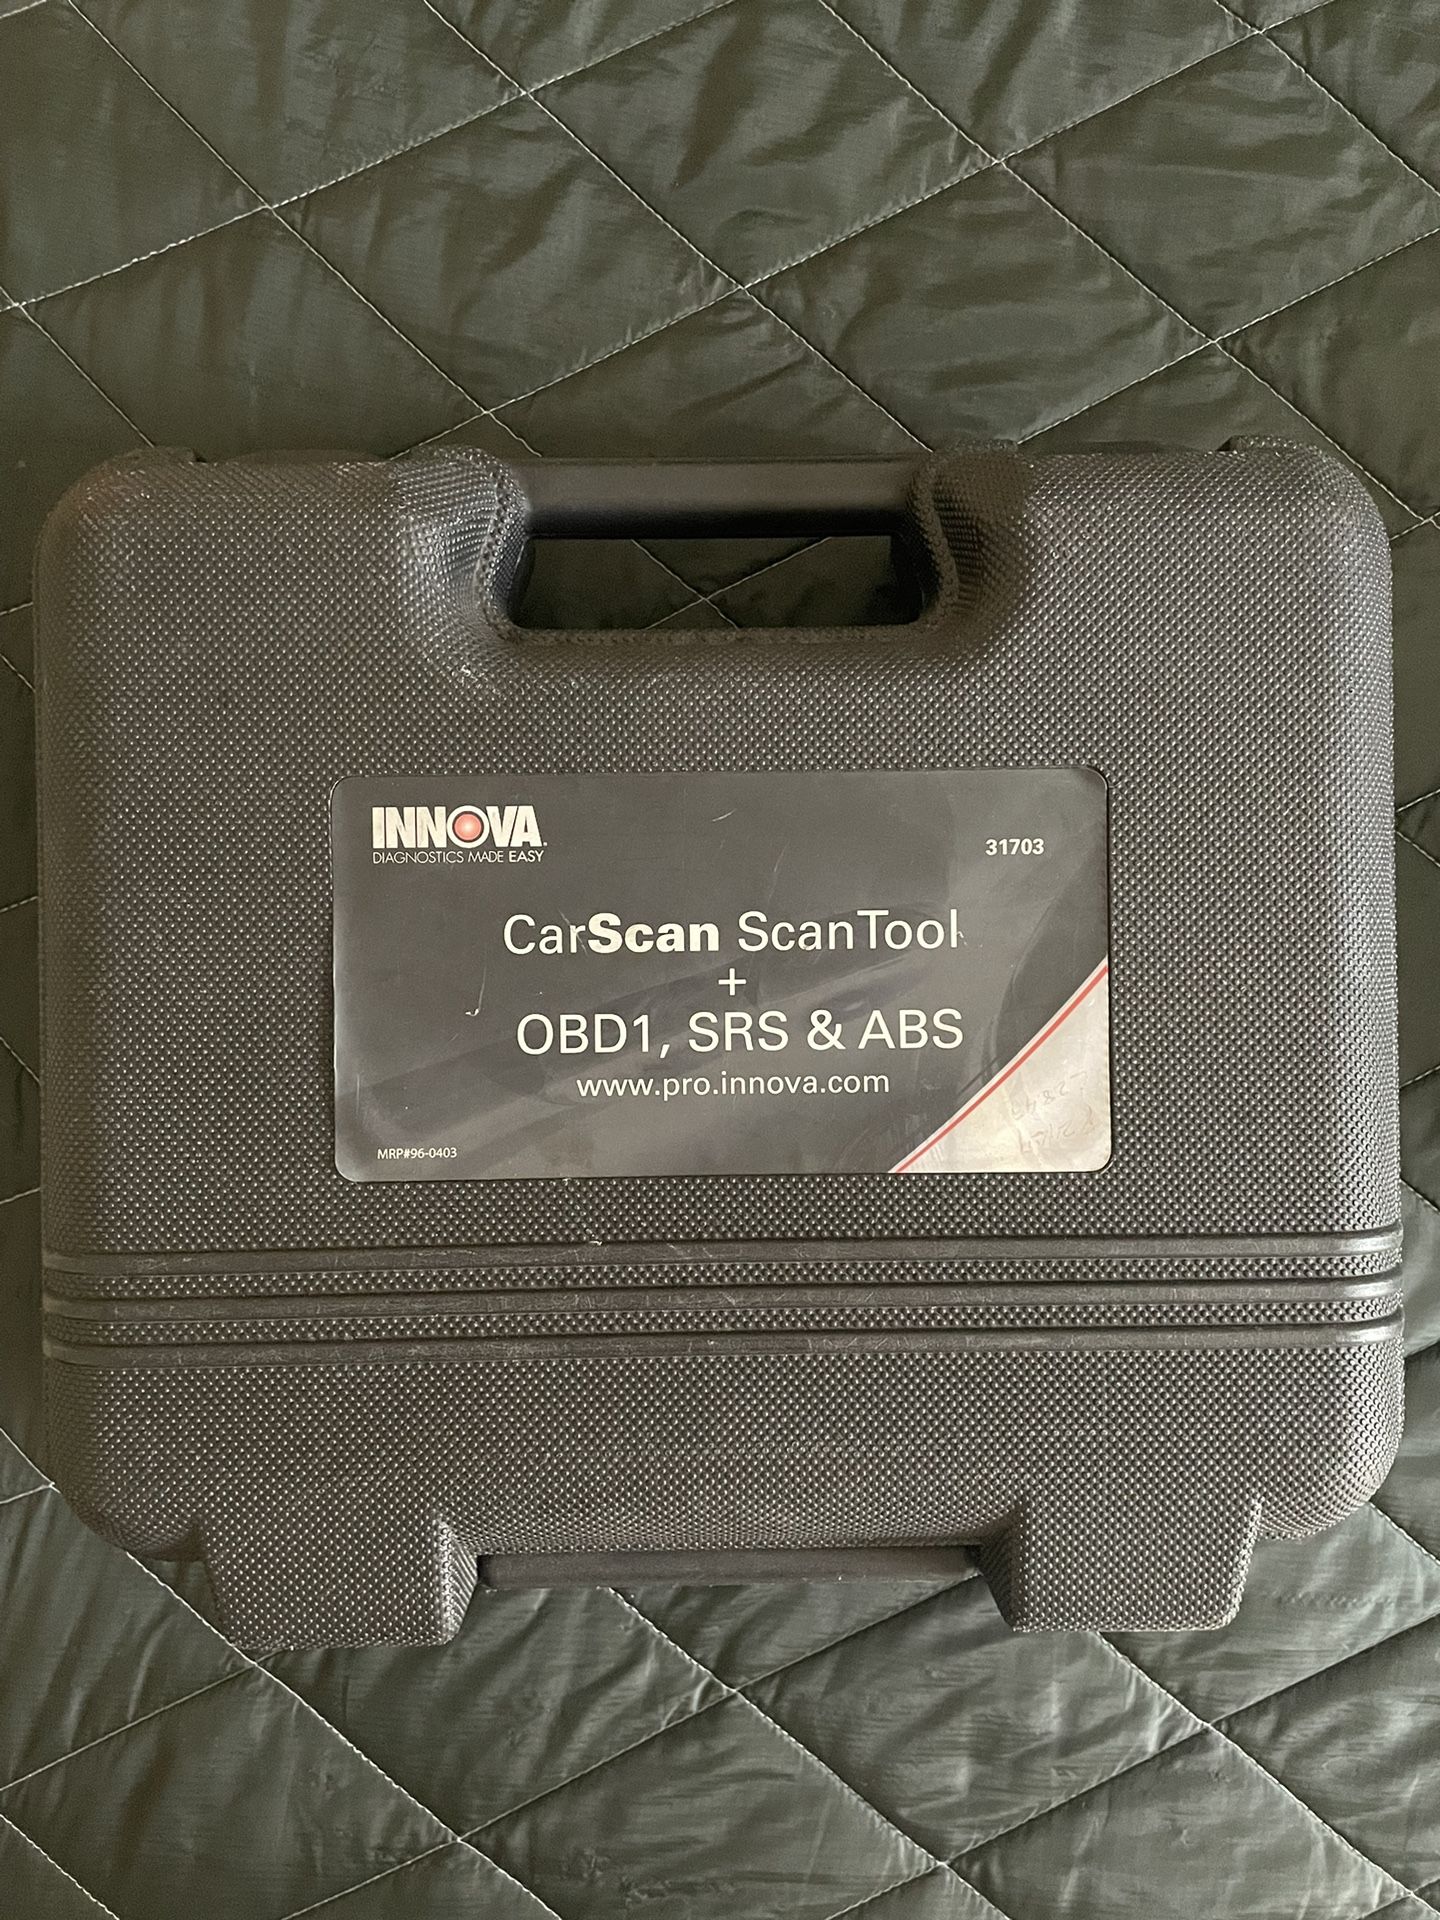 INNOVA.
DIAGNOSTICS MADE EASY
31703
CarScan ScanTool
+
OBD1, SRS & ABS
www.pro.innova.com
MRP#96-0403